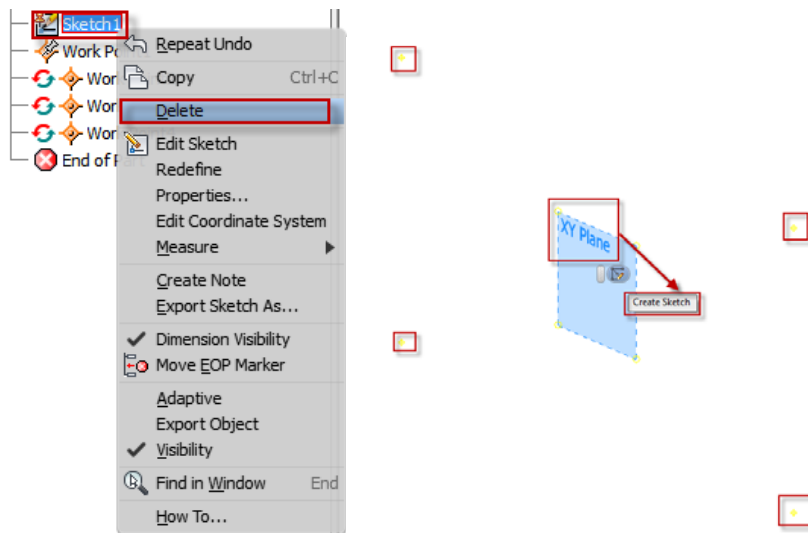 Sketch1
Work Po
Wor
Wor
Wor
End of P
Repeat Undo
Copy Ctrl+C
Delete
Edit Sketch
Redefine
Properties...
Edit Coordinate System
Measure
Create Note
Export Sketch As...
Dimension Visibility
Move EOP Marker
Adaptive
Export Object
Visibility
Find in Window End
How To...
XY Plane
Create Sketch